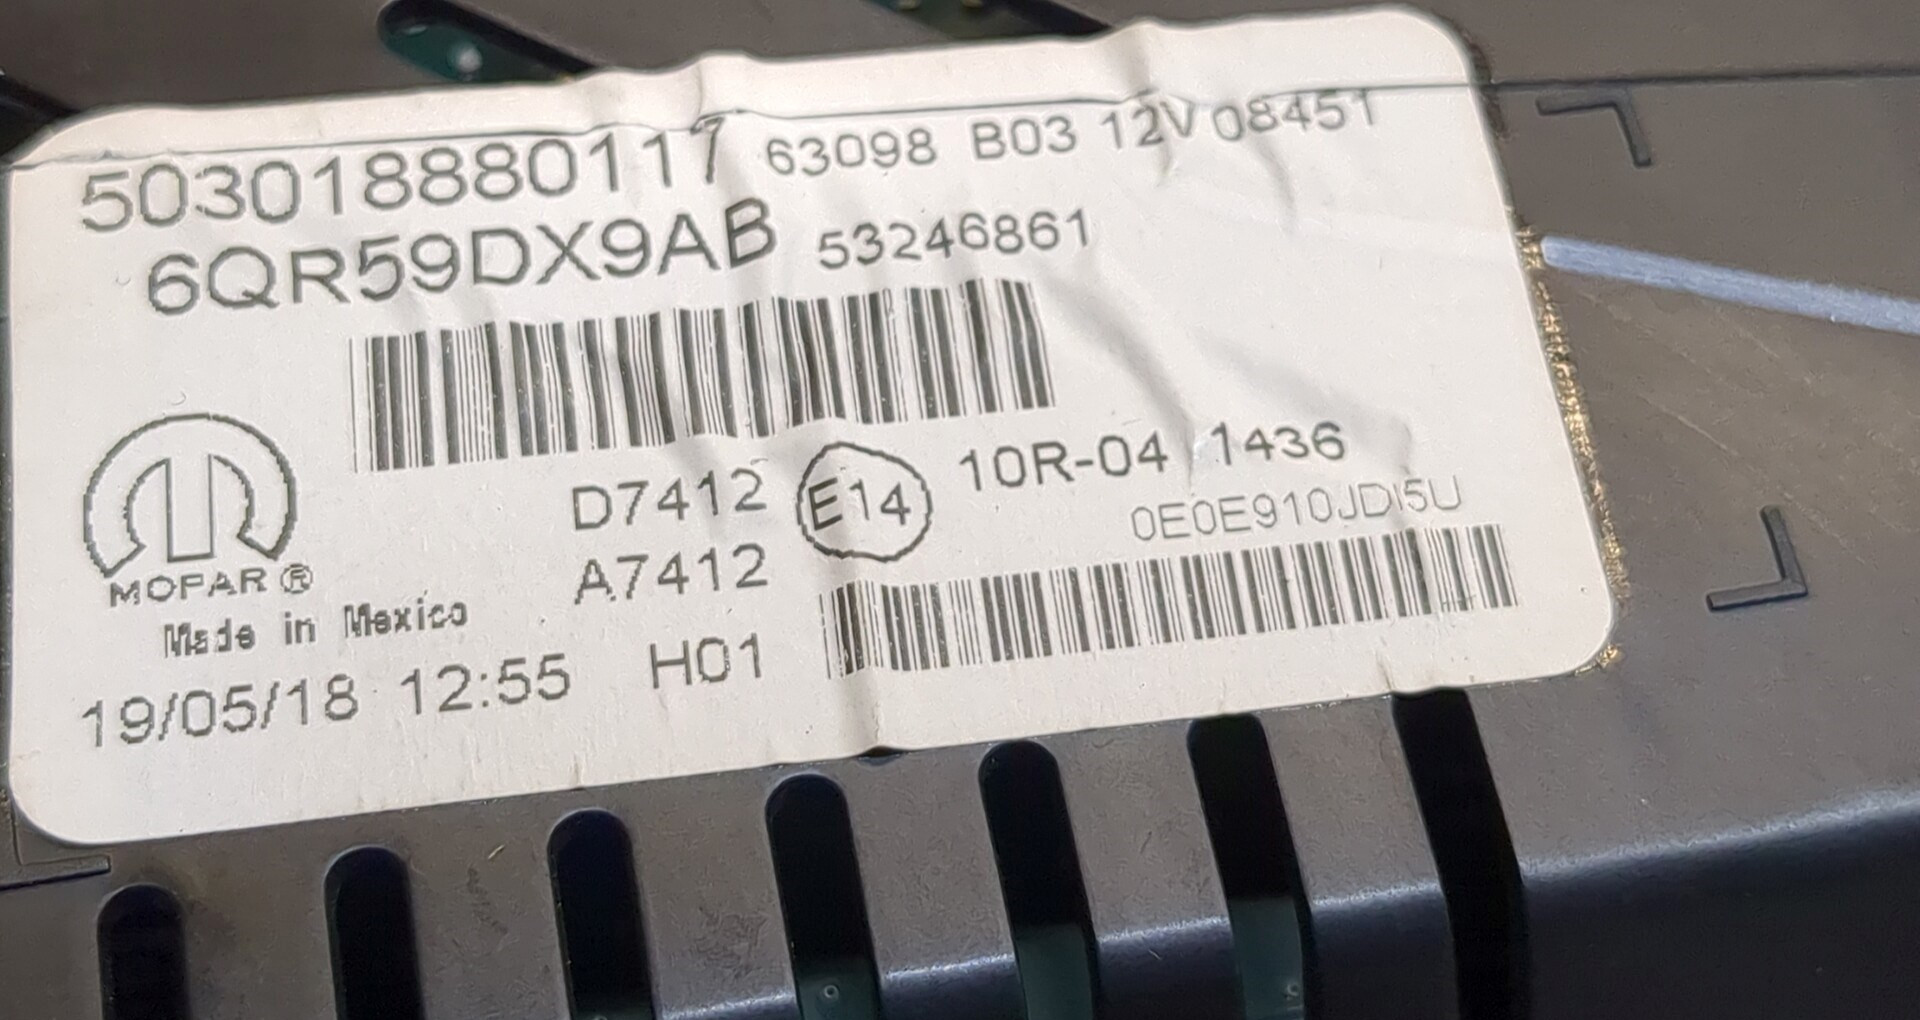 503018880117 63098 B03 12V 08451
6QR59DX9AB 53246861
D7412 E14 10R-04 1436
0E0E910JDI5U
A7412
MOPAR ®
Made in Mexico
19/05/18 12:55 H01